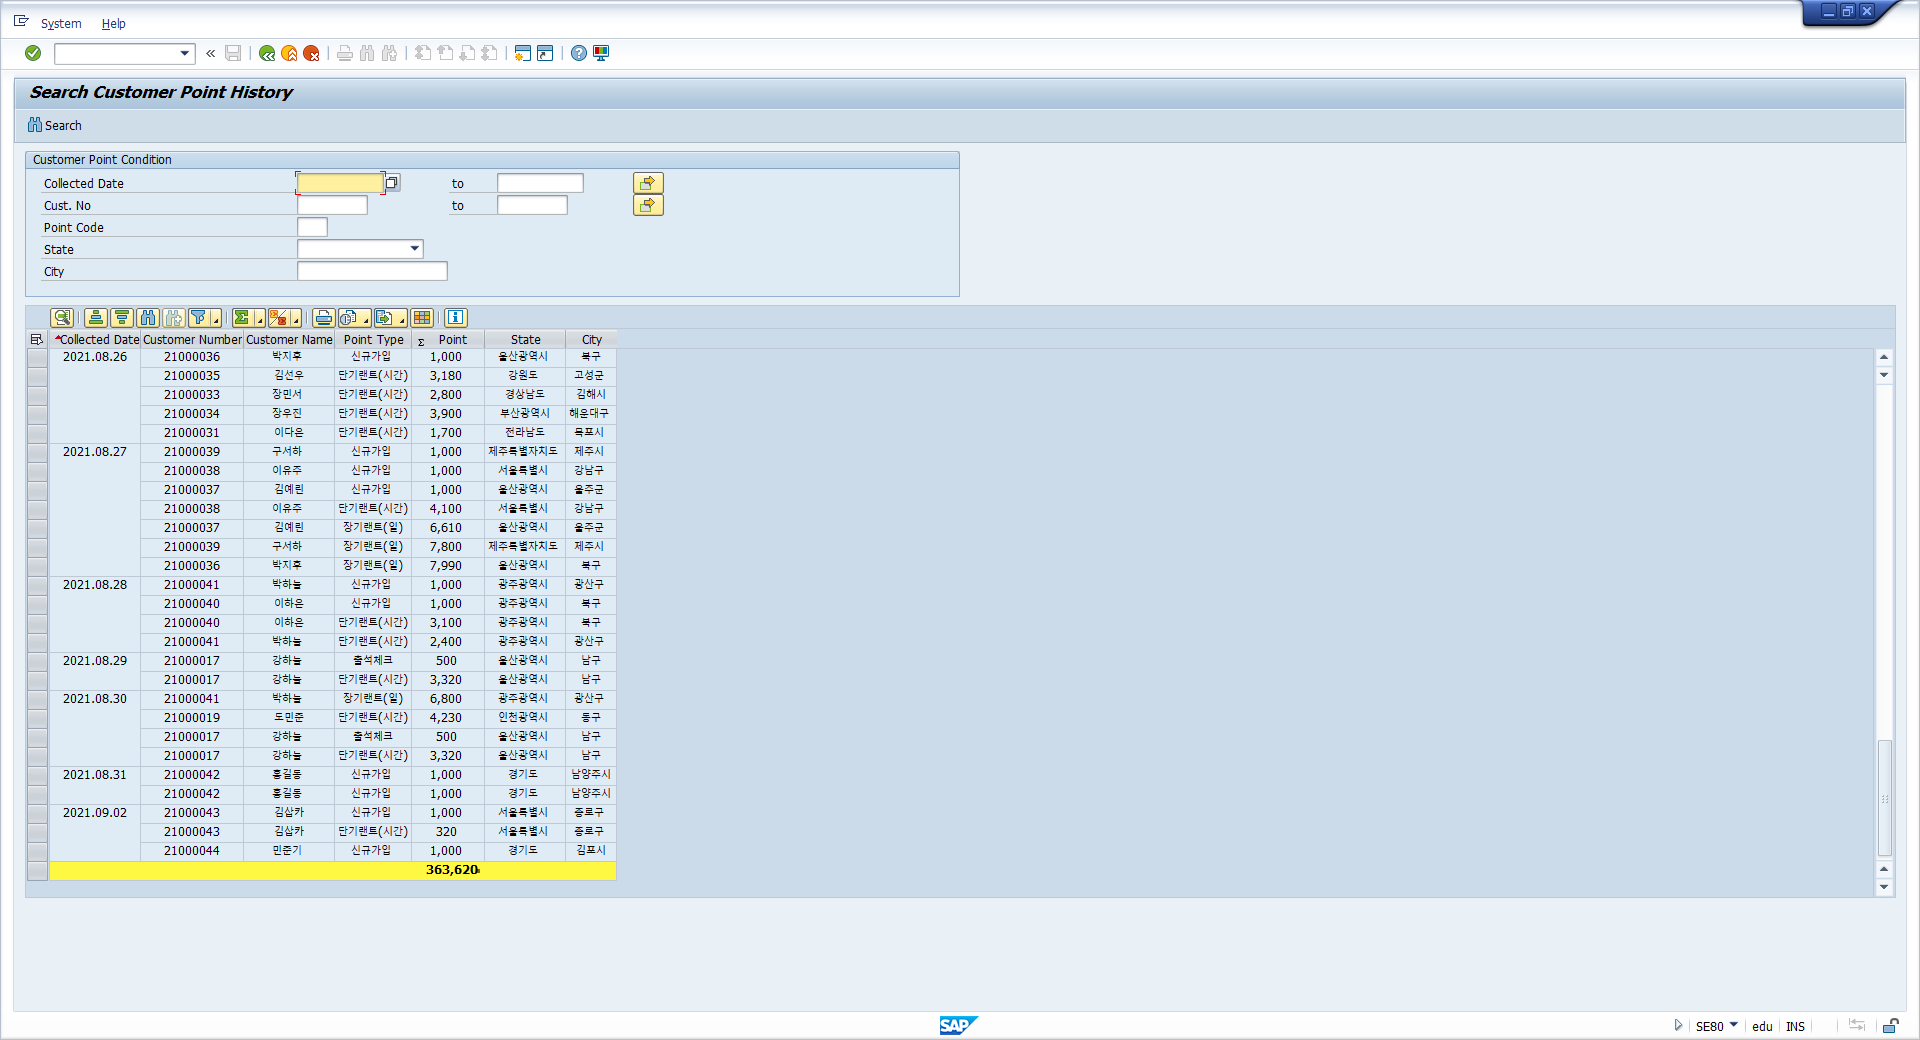 System Help
Search Customer Point History
Search
Customer Point Condition
Collected Date to
Cust. No to
Point Code
State
City
Collected Date Customer Number Customer Name Point Type Σ Point State City
2021.08.26 21000036 박지후 신규가입 1,000 울산광역시 북구
21000035 김선우 단기랜트(시간) 3,180 강원도 고성군
21000033 장민서 단기랜트(시간) 2,800 경상남도 김해시
21000034 장우진 단기랜트(시간) 3,900 부산광역시 해운대구
21000031 이다은 단기랜트(시간) 1,700 전라남도 목포시
2021.08.27 21000039 구서하 신규가입 1,000 제주특별자치도 제주시
21000038 이유주 신규가입 1,000 서울특별시 강남구
21000037 김예린 신규가입 1,000 울산광역시 울주군
21000038 이유주 단기랜트(시간) 4,100 서울특별시 강남구
21000037 김예린 장기랜트(일) 6,610 울산광역시 울주군
21000039 구서하 장기랜트(일) 7,800 제주특별자치도 제주시
21000036 박지후 장기랜트(일) 7,990 울산광역시 북구
2021.08.28 21000041 박하늘 신규가입 1,000 광주광역시 광산구
21000040 이하은 신규가입 1,000 광주광역시 북구
21000040 이하은 단기랜트(시간) 3,100 광주광역시 북구
21000041 박하늘 단기랜트(시간) 2,400 광주광역시 광산구
2021.08.29 21000017 강하늘 출석체크 500 울산광역시 남구
21000017 강하늘 단기랜트(시간) 3,320 울산광역시 남구
2021.08.30 21000041 박하늘 장기랜트(일) 6,800 광주광역시 광산구
21000019 도민준 단기랜트(시간) 4,230 인천광역시 동구
21000017 강하늘 출석체크 500 울산광역시 남구
21000017 강하늘 단기랜트(시간) 3,320 울산광역시 남구
2021.08.31 21000042 홍길동 신규가입 1,000 경기도 남양주시
21000042 홍길동 신규가입 1,000 경기도 남양주시
2021.09.02 21000043 김삽카 신규가입 1,000 서울특별시 종로구
21000043 김삽카 단기랜트(시간) 320 서울특별시 종로구
21000044 민준기 신규가입 1,000 경기도 김포시
363,620
SAP SE80 edu INS